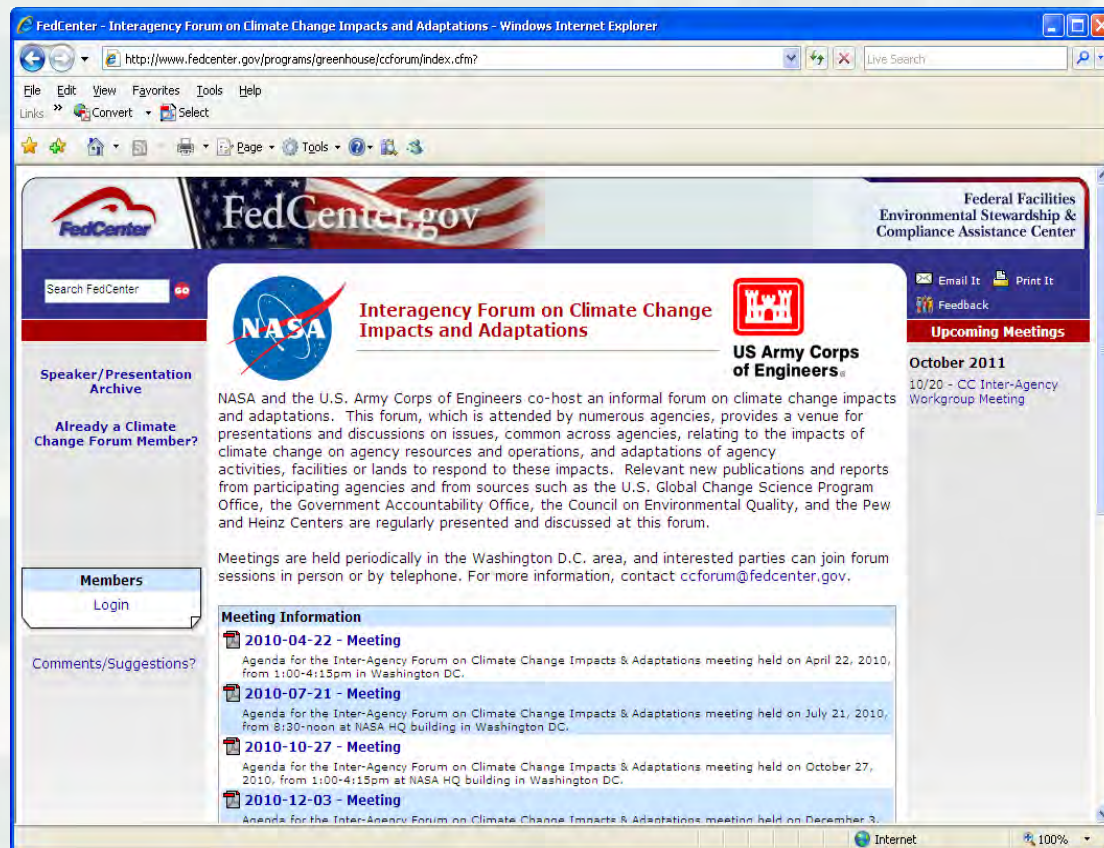 FedCenter - Interagency Forum on Climate Change Impacts and Adaptations - Windows Internet Explorer
http://www.fedcenter.gov/programs/greenhouse/ccforum/index.cfm?
Live Search
File Edit View Favorites Tools Help
Links » Convert Select
Page Tools
FedCenter
FedCenter.gov
Federal Facilities
Environmental Stewardship &
Compliance Assistance Center
Search FedCenter GO
Speaker/Presentation
Archive
Already a Climate
Change Forum Member?
Members
Login
Comments/Suggestions?
NASA
Interagency Forum on Climate Change
Impacts and Adaptations
US Army Corps
of Engineers®
NASA and the U.S. Army Corps of Engineers co-host an informal forum on climate change impacts
and adaptations. This forum, which is attended by numerous agencies, provides a venue for
presentations and discussions on issues, common across agencies, relating to the impacts of
climate change on agency resources and operations, and adaptations of agency
activities, facilities or lands to respond to these impacts. Relevant new publications and reports
from participating agencies and from sources such as the U.S. Global Change Science Program
Office, the Government Accountability Office, the Council on Environmental Quality, and the Pew
and Heinz Centers are regularly presented and discussed at this forum.
Meetings are held periodically in the Washington D.C. area, and interested parties can join forum
sessions in person or by telephone. For more information, contact ccforum@fedcenter.gov.
Meeting Information
2010-04-22 - Meeting
Agenda for the Inter-Agency Forum on Climate Change Impacts & Adaptations meeting held on April 22, 2010,
from 1:00-4:15pm in Washington DC.
2010-07-21 - Meeting
Agenda for the Inter-Agency Forum on Climate Change Impacts & Adaptations meeting held on July 21, 2010,
from 8:30-noon at NASA HQ building in Washington DC.
2010-10-27 - Meeting
Agenda for the Inter-Agency Forum on Climate Change Impacts & Adaptations meeting held on October 27,
2010, from 1:00-4:15pm at NASA HQ building in Washington DC.
2010-12-03 - Meeting
Agenda for the Inter-Agency Forum on Climate Change Impacts & Adaptations meeting held on December 3,
Email It Print It
Feedback
Upcoming Meetings
October 2011
10/20 - CC Inter-Agency
Workgroup Meeting
Internet
100%